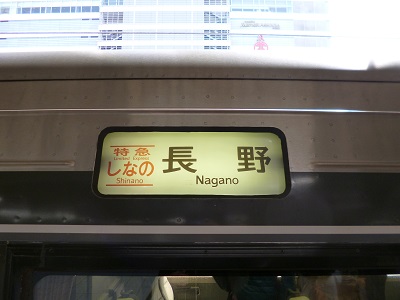 特急
Limited Express
しなの
Shinano
長野
Nagano